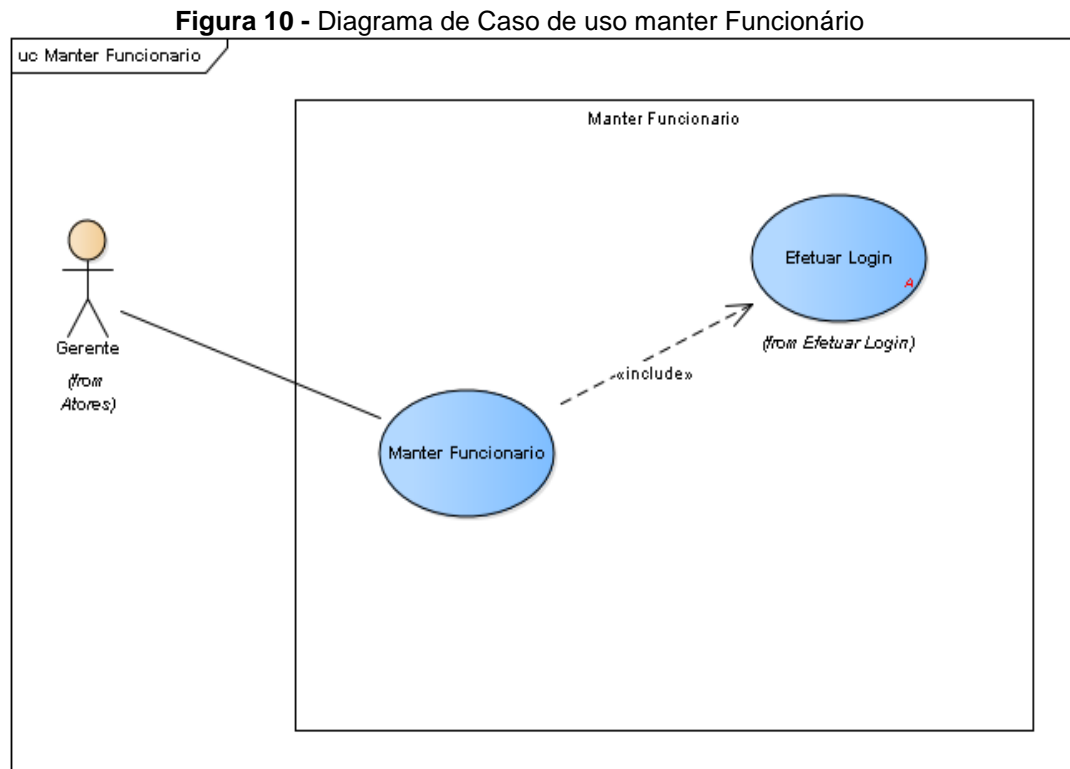 Figura 10 - Diagrama de Caso de uso manter Funcionário
uc Manter Funcionario
Manter Funcionario
Efetuar Login
A
(from Efetuar Login)
Gerente
(from
Atores)
«include»
Manter Funcionario